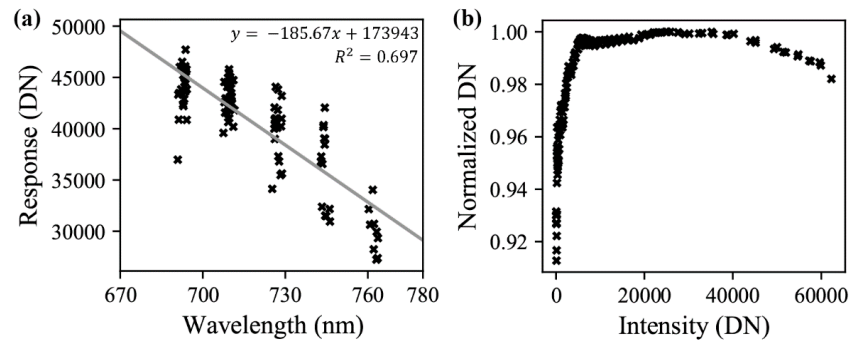 (a)
y = −185.67x + 173943
R² = 0.697
50000
45000
40000
35000
30000
Response (DN)
670 700 730 760 780
Wavelength (nm)
(b)
1.00
0.98
0.96
0.94
0.92
Normalized DN
0 20000 40000 60000
Intensity (DN)